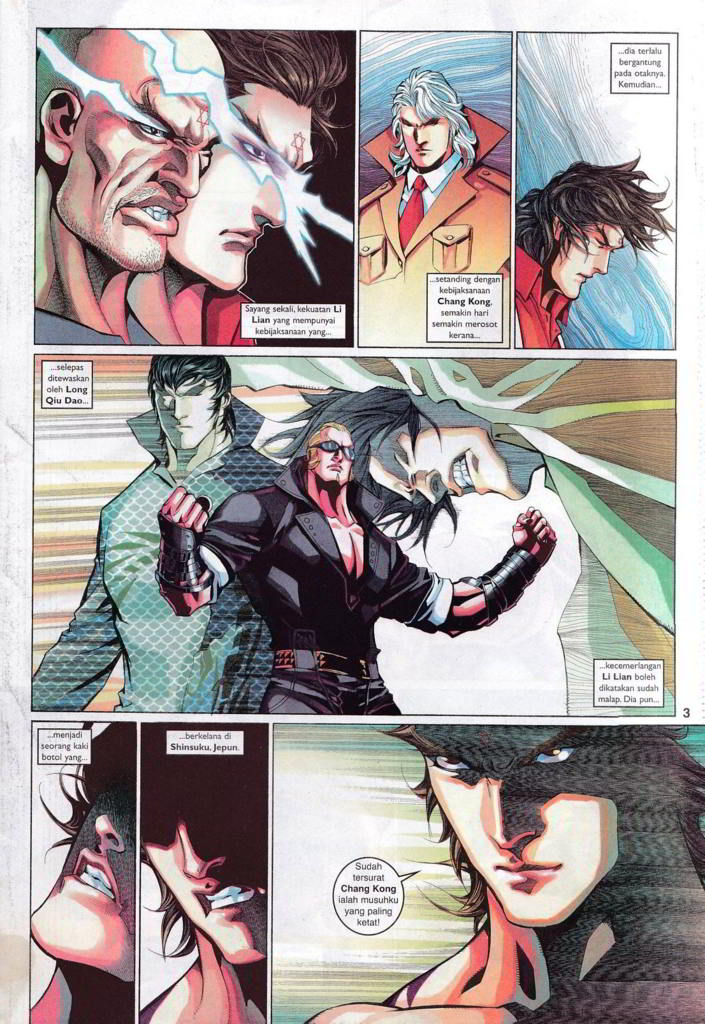 Sayang sekali, kekuatan Li
Lian yang mempunyai
kebijaksanaan yang...
...setanding dengan
kebijaksanaan
Chang Kong,
semakin hari
semakin merosot
kerana...
...dia terlalu
bergantung
pada otaknya.
Kemudian...
...selepas
ditewaskan
oleh Long
Qiu Dao...
...kecemerlangan
Li Lian boleh
dikatakan sudah
malap. Dia pun...
3
...menjadi
seorang kaki
botol yang...
...berkelana di
Shinsuku, Jepun.
Sudah
tersurat
Chang Kong
ialah musuhku
yang paling
ketat!